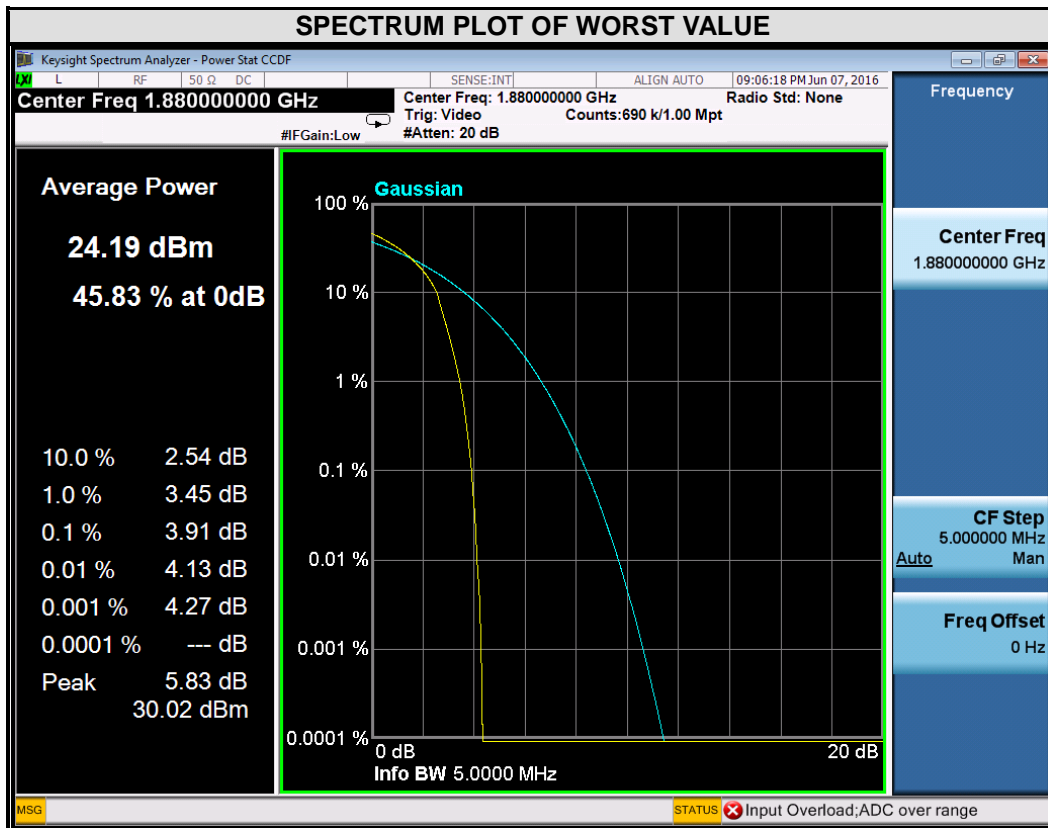 SPECTRUM PLOT OF WORST VALUE
Keysight Spectrum Analyzer - Power Stat CCDF
LXI L RF 50 Ω DC SENSE:INT ALIGN AUTO 09:06:18 PM Jun 07, 2016
Center Freq 1.880000000 GHz
#IFGain:Low
Center Freq: 1.880000000 GHz Radio Std: None
Trig: Video Counts:690 k/1.00 Mpt
#Atten: 20 dB
Average Power
24.19 dBm
45.83 % at 0dB
10.0 % 2.54 dB
1.0 % 3.45 dB
0.1 % 3.91 dB
0.01 % 4.13 dB
0.001 % 4.27 dB
0.0001 % --- dB
Peak 5.83 dB
30.02 dBm
Gaussian
100 %
10 %
1 %
0.1 %
0.01 %
0.001 %
0.0001 %
0 dB 20 dB
Info BW 5.0000 MHz
Frequency
Center Freq
1.880000000 GHz
CF Step
5.000000 MHz
Auto Man
Freq Offset
0 Hz
MSG
STATUS Input Overload;ADC over range